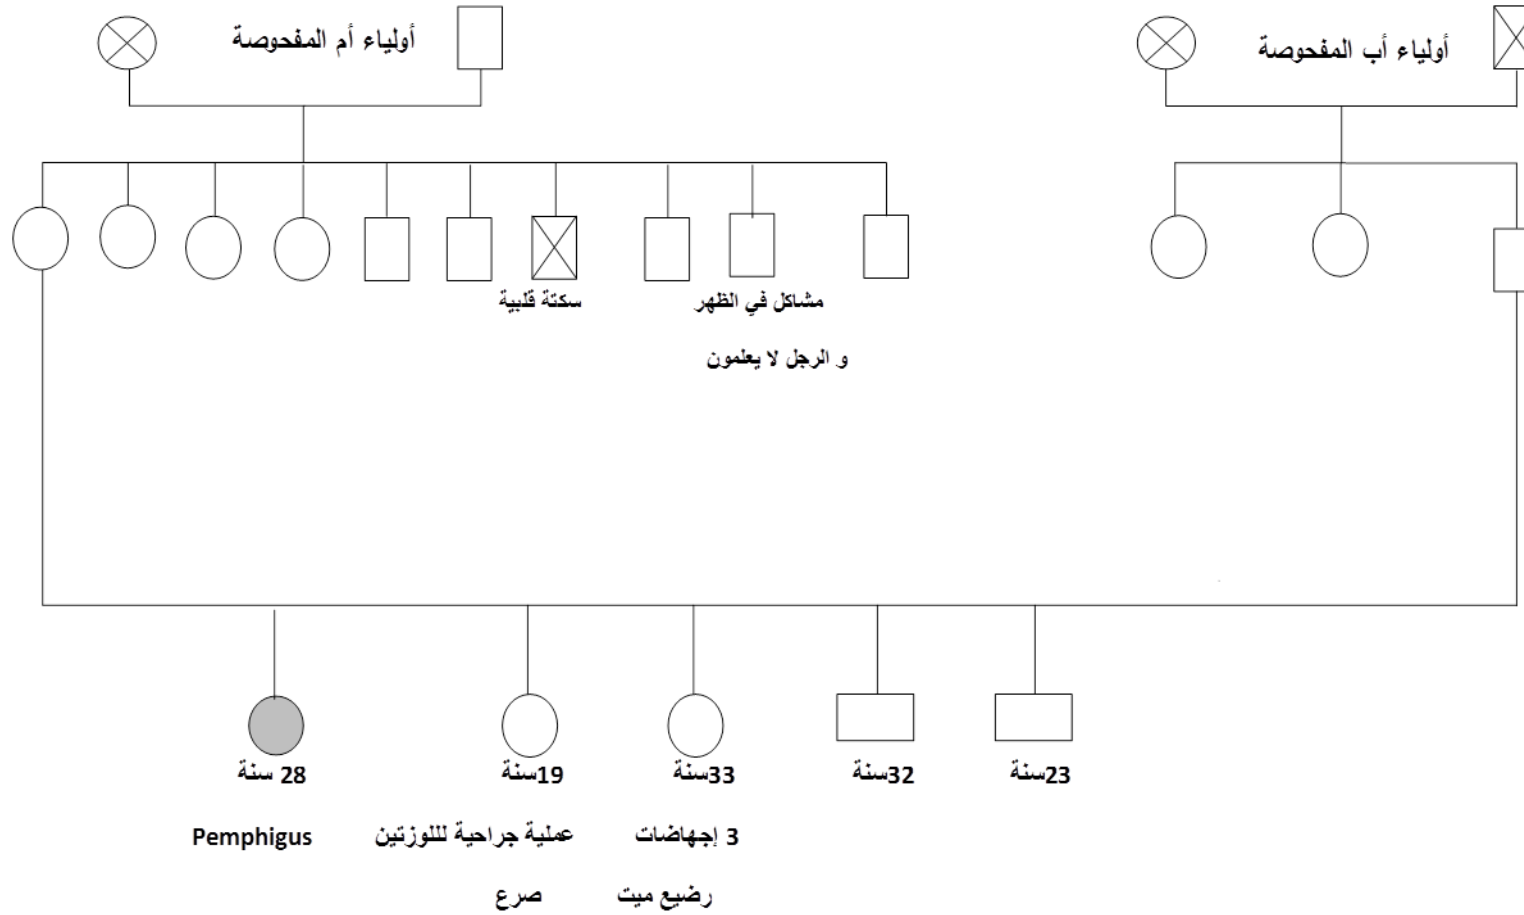 أولياء أم المفحوصة
أولياء أب المفحوصة
سكتة قلبية
مشاكل في الظهر
و الرجل لا يعلمون
28 سنة
19سنة
33سنة
32سنة
23سنة
Pemphigus
عملية جراحية لللوزتين
3 إجهاضات
صرع
رضيع ميت